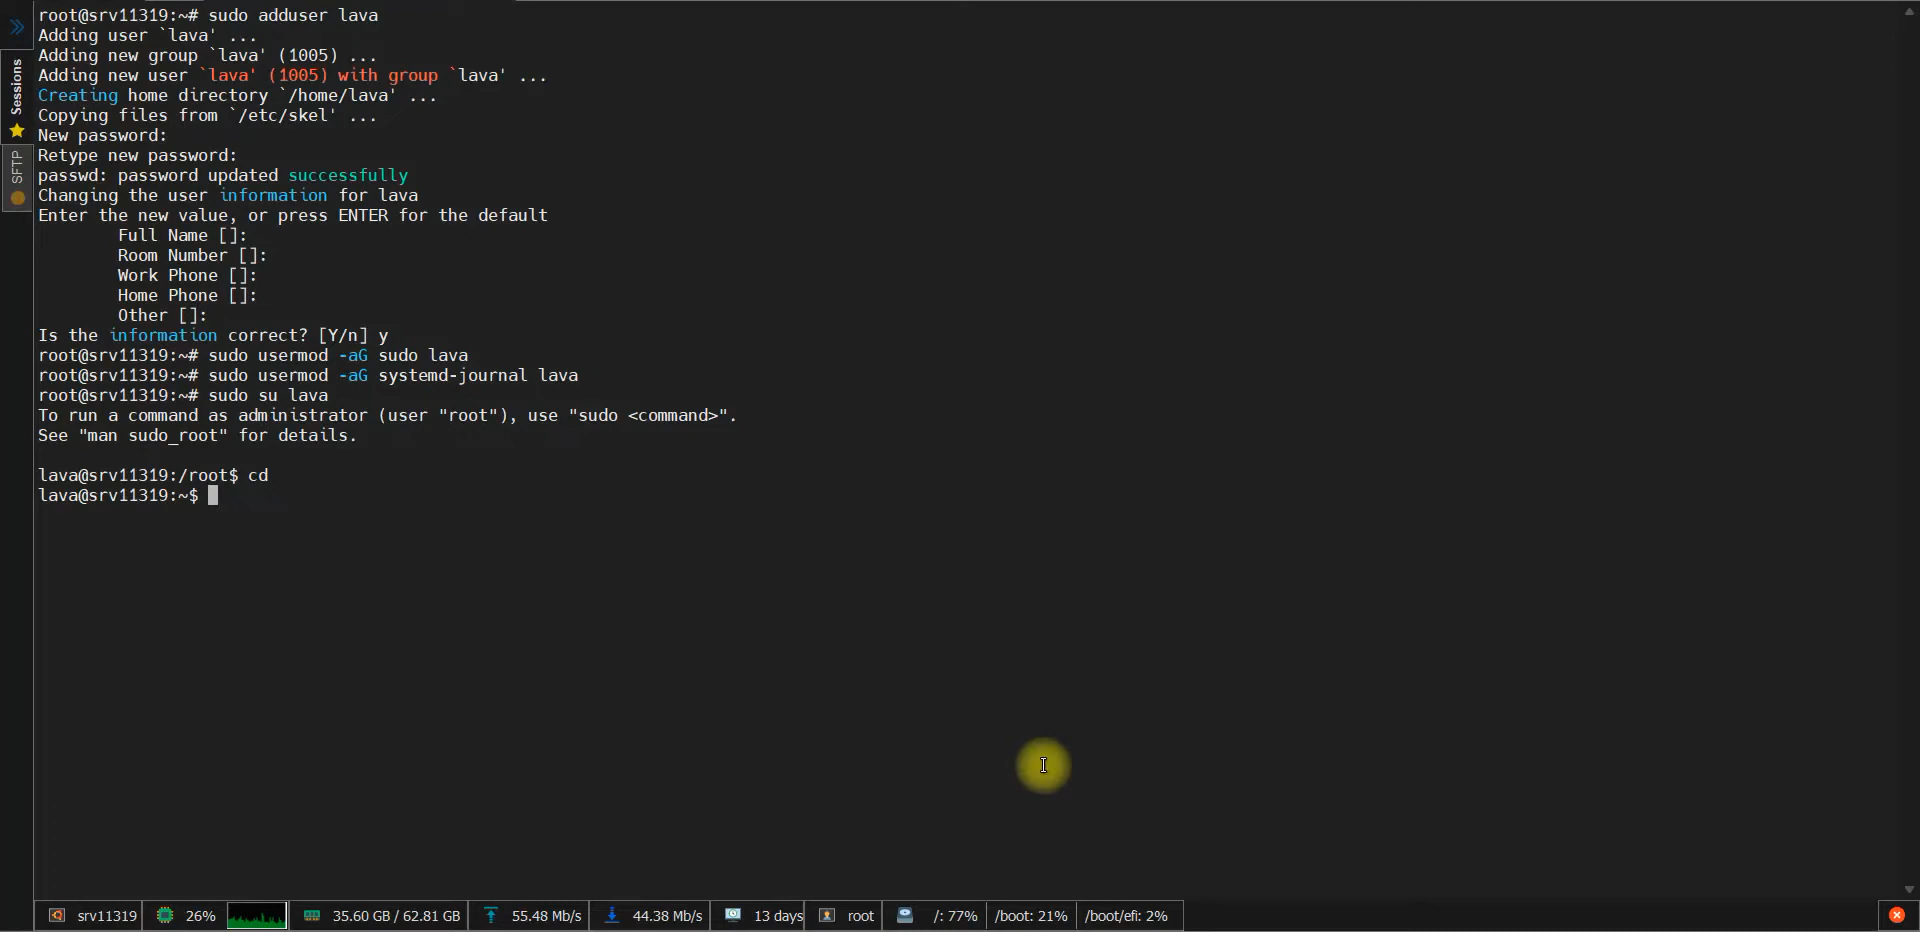 root@srv11319:~# sudo adduser lava
Adding user `lava' ...
Adding new group `lava' (1005) ...
Adding new user `lava' (1005) with group `lava' ...
Creating home directory `/home/lava' ...
Copying files from `/etc/skel' ...
New password:
Retype new password:
passwd: password updated successfully
Changing the user information for lava
Enter the new value, or press ENTER for the default
Full Name []:
Room Number []:
Work Phone []:
Home Phone []:
Other []:
Is the information correct? [Y/n] y
root@srv11319:~# sudo usermod -aG sudo lava
root@srv11319:~# sudo usermod -aG systemd-journal lava
root@srv11319:~# sudo su lava
To run a command as administrator (user "root"), use "sudo <command>".
See "man sudo_root" for details.
lava@srv11319:/root$ cd
lava@srv11319:~$
Sessions
SFTP
srv11319 26% 35.60 GB / 62.81 GB 55.48 Mb/s 44.38 Mb/s 13 days root /: 77% /boot: 21% /boot/efi: 2%